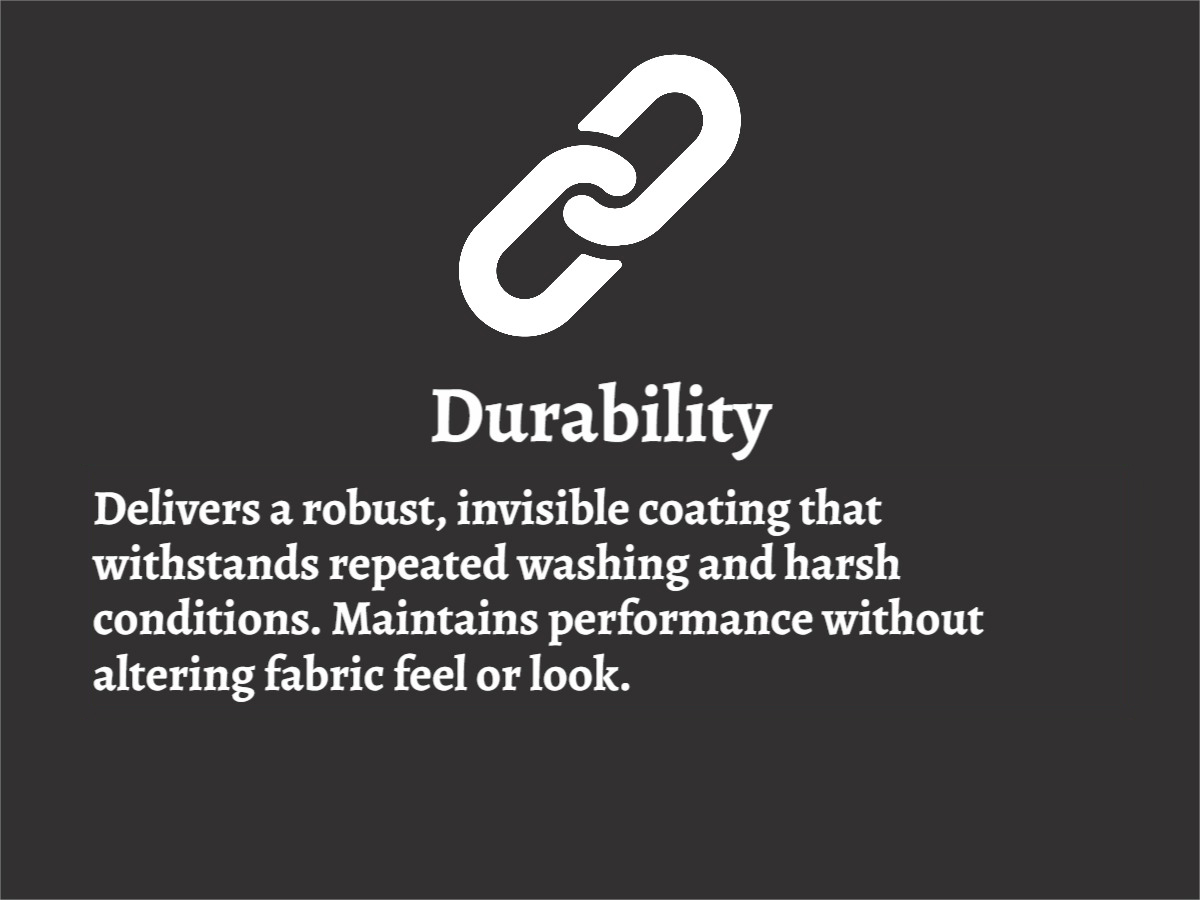 Durability
Delivers a robust, invisible coating that
withstands repeated washing and harsh
conditions. Maintains performance without
altering fabric feel or look.